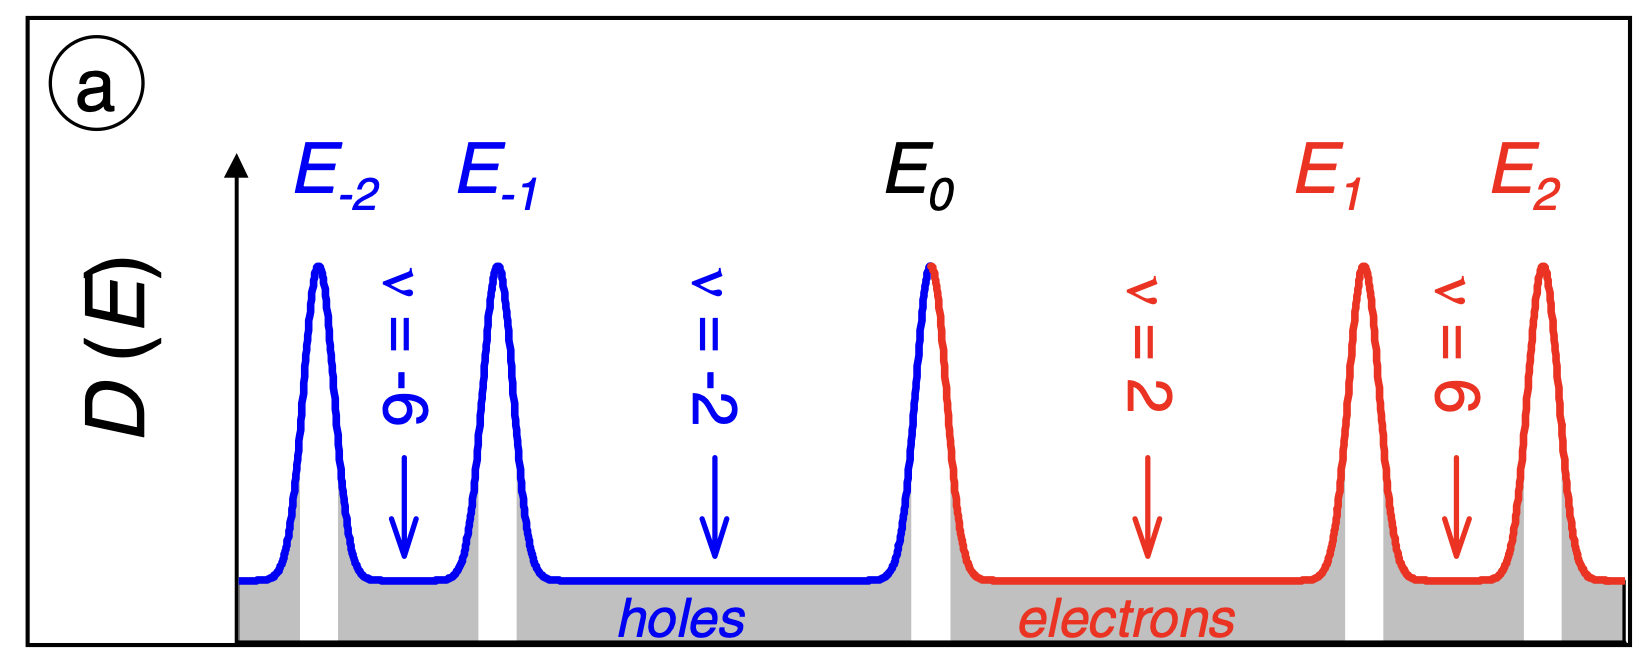 a
E-2
E-1
E0
E1
E2
D (E)
ν = -6
ν = -2
ν = 2
ν = 6
holes
electrons